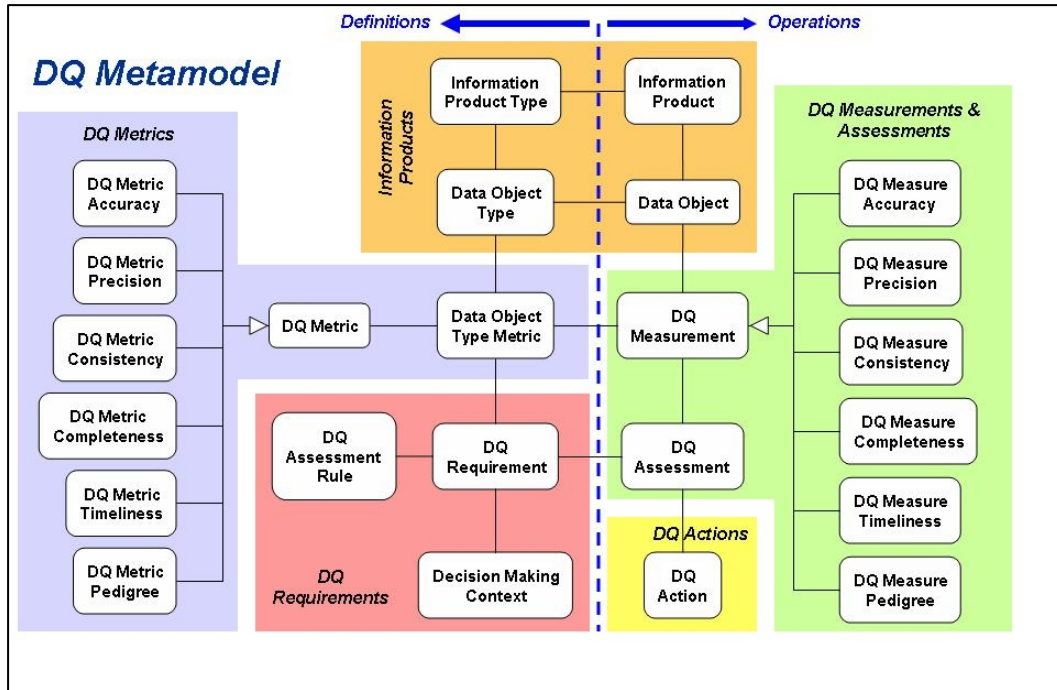 Definitions
Operations
DQ Metamodel
DQ Metrics
DQ Metric
Accuracy
DQ Metric
Precision
DQ Metric
Consistency
DQ Metric
Completeness
DQ Metric
Timeliness
DQ Metric
Pedigree
DQ Metric
Information
Products
Information
Product Type
Information
Product
Data Object
Type
Data Object
Data Object
Type Metric
DQ
Measurement
DQ
Assessment
Rule
DQ
Requirement
DQ
Assessment
DQ
Requirements
Decision Making
Context
DQ Actions
DQ
Action
DQ Measurements &
Assessments
DQ Measure
Accuracy
DQ Measure
Precision
DQ Measure
Consistency
DQ Measure
Completeness
DQ Measure
Timeliness
DQ Measure
Pedigree